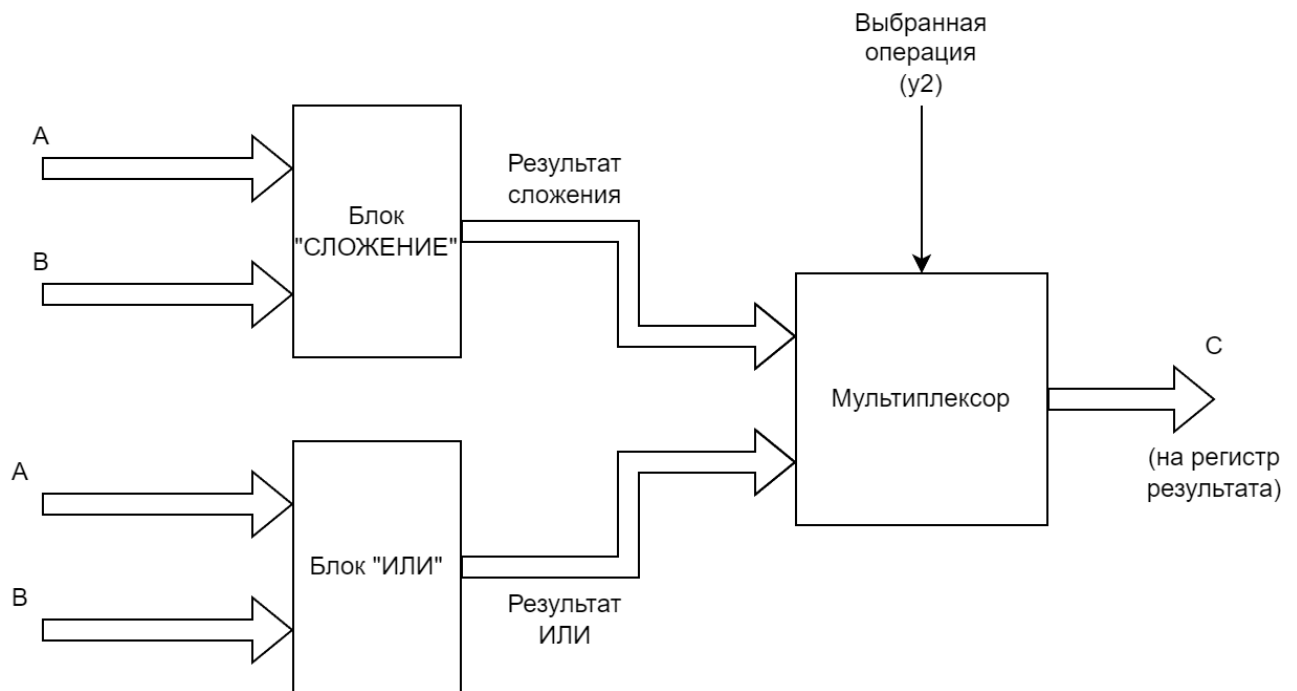 Выбранная
операция
(y2)
A
B
Блок
"СЛОЖЕНИЕ"
Результат
сложения
Мультиплексор
C
(на регистр
результата)
A
B
Блок "ИЛИ"
Результат
ИЛИ